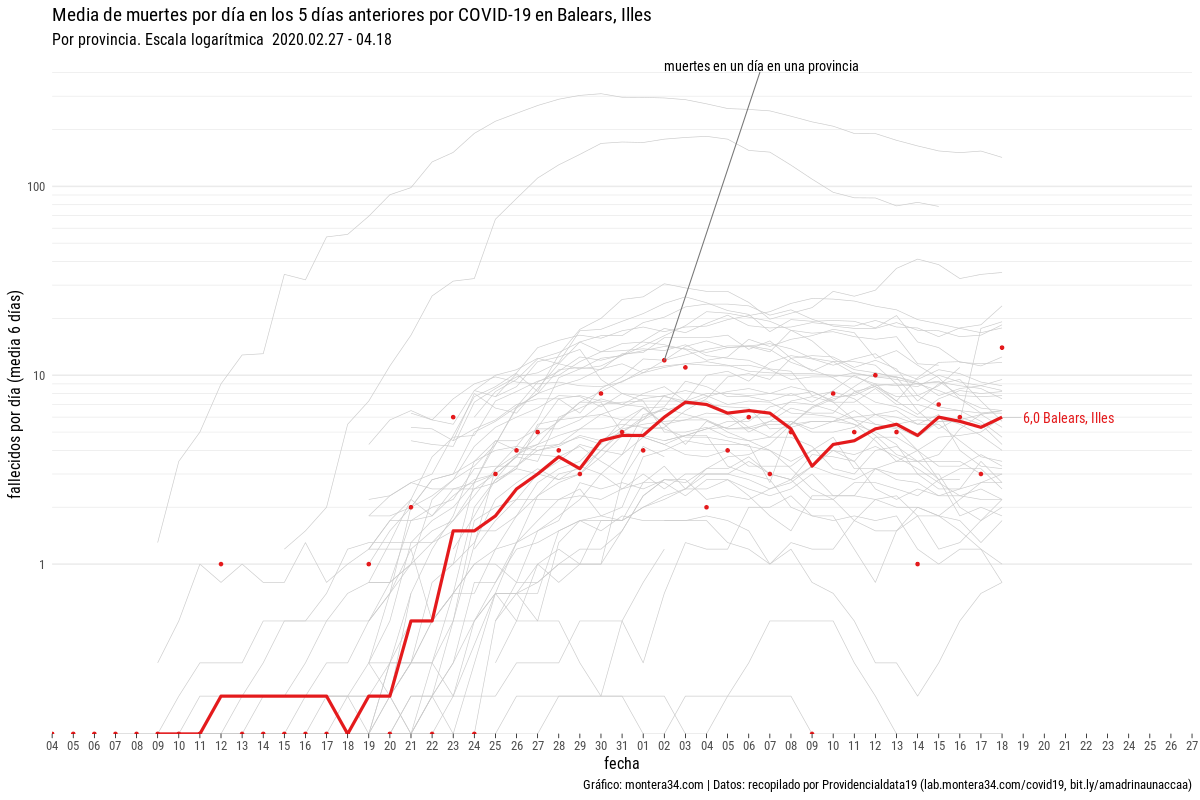 Media de muertes por día en los 5 días anteriores por COVID-19 en Balears, Illes
Por provincia. Escala logarítmica 2020.02.27 - 04.18
muertes en un día en una provincia
100
10
1
fallecidos por día (media 6 días)
6,0 Balears, Illes
04 05 06 07 08 09 10 11 12 13 14 15 16 17 18 19 20 21 22 23 24 25 26 27 28 29 30 31 01 02 03 04 05 06 07 08 09 10 11 12 13 14 15 16 17 18 19 20 21 22 23 24 25 26 27
fecha
Gráfico: montera34.com | Datos: recopilado por Providencialdata19 (lab.montera34.com/covid19, bit.ly/amadrinaunaccaa)